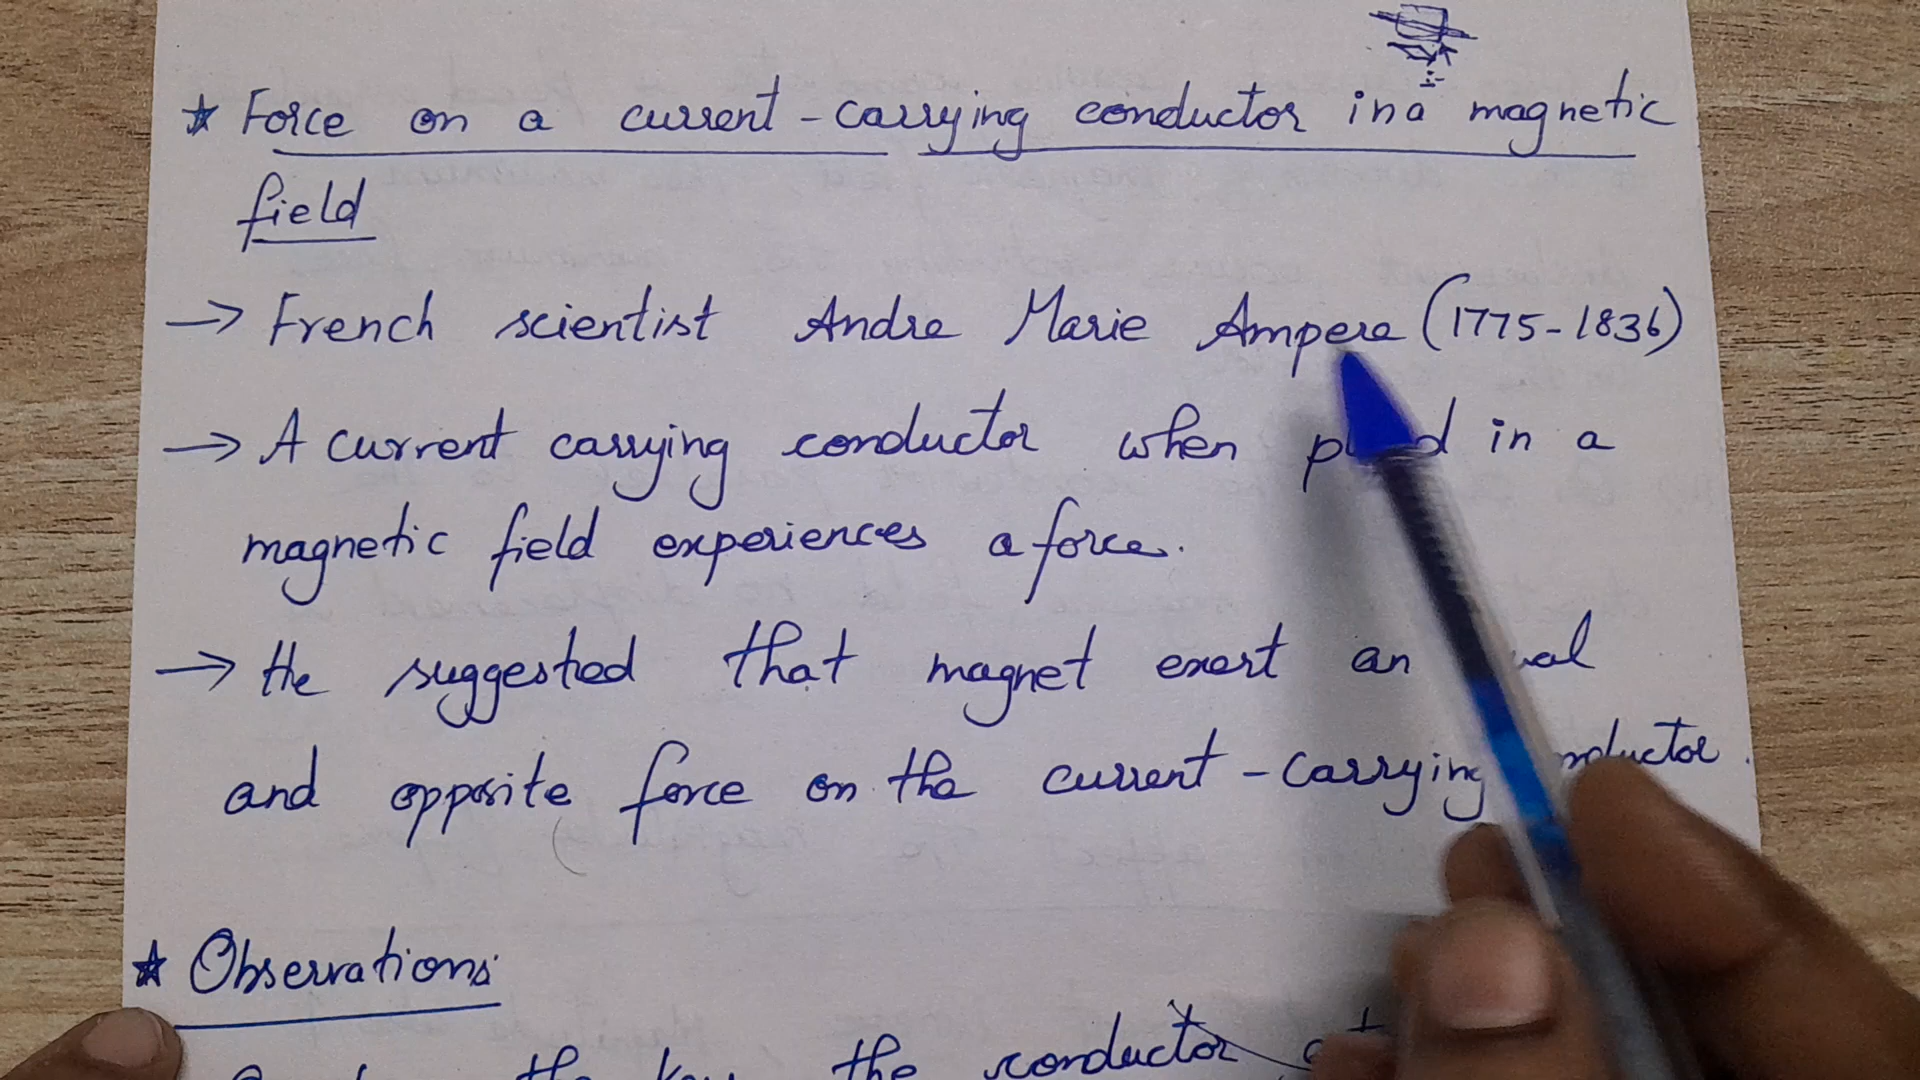 ★ Force on a current-carrying conductor in a magnetic
field
→ French scientist Andre Marie Ampere (1775-1836)
→ A current carrying conductor when in a
magnetic field experiences a force.
→ He suggested that magnet exert an
and opposite force on the current-carrying
★ Observations:
the key the conductor